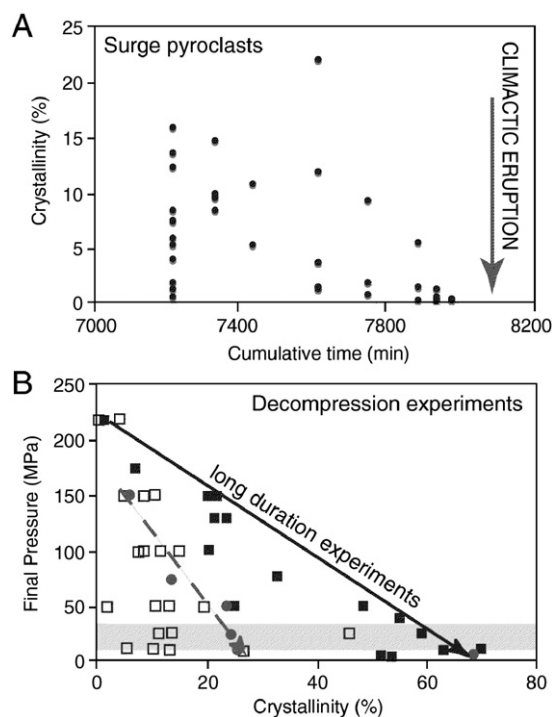 A
Surge pyroclasts
CLIMACTIC ERUPTION
Crystallinity (%)
25
20
15
10
5
0
7000
7400
7800
8200
Cumulative time (min)
B
Decompression experiments
long duration experiments
Final Pressure (MPa)
250
200
150
100
50
0
0
20
40
60
80
Crystallinity (%)